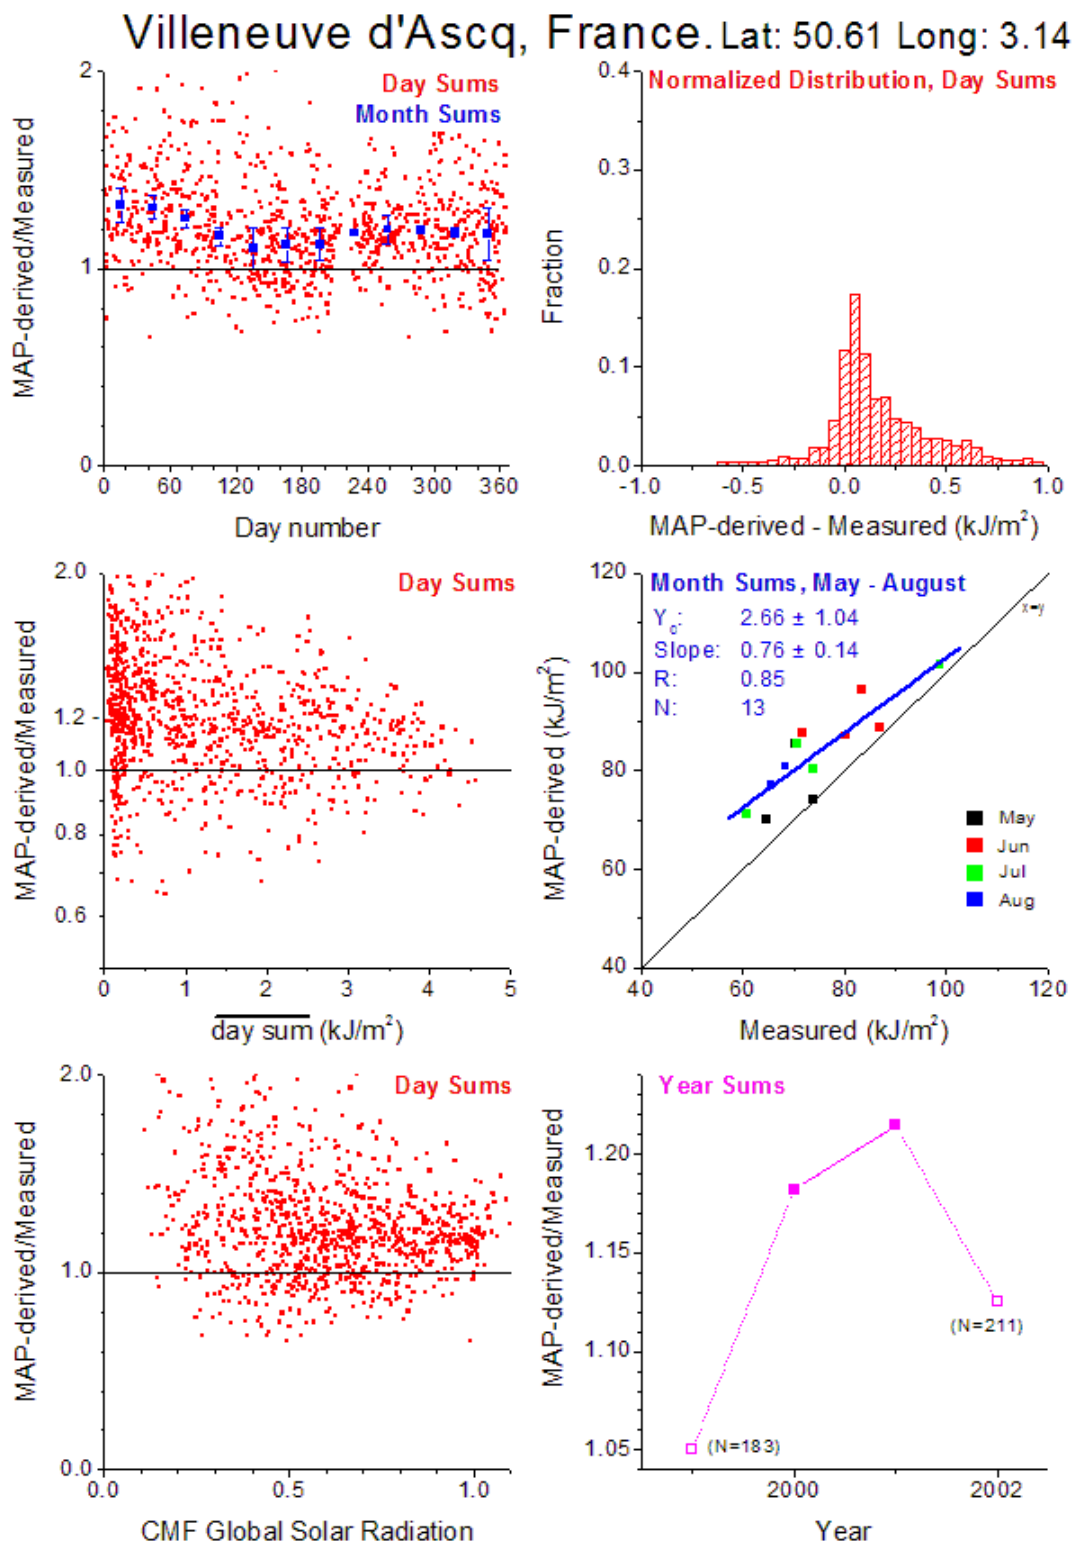 Villeneuve d'Ascq, France. Lat: 50.61 Long: 3.14
Day Sums
Month Sums
MAP-derived/Measured
2
1
0
0 60 120 180 240 300 360
Day number
Normalized Distribution, Day Sums
Fraction
0.4
0.3
0.2
0.1
0.0
-1.0 -0.5 0.0 0.5 1.0
MAP-derived - Measured (kJ/m²)
Day Sums
MAP-derived/Measured
2.0
1.2
1.0
0.8
0.6
0 1 2 3 4 5
day sum (kJ/m²)
Month Sums, May - August
Y₀: 2.66 ± 1.04
Slope: 0.76 ± 0.14
R: 0.85
N: 13
x=y
May
Jun
Jul
Aug
MAP-derived (kJ/m²)
120
100
80
60
40
40 60 80 100 120
Measured (kJ/m²)
Day Sums
MAP-derived/Measured
2.0
1.0
0.0
0.0 0.5 1.0
CMF Global Solar Radiation
Year Sums
MAP-derived/Measured
1.20
1.15
1.10
1.05
(N=211)
(N=183)
2000 2002
Year